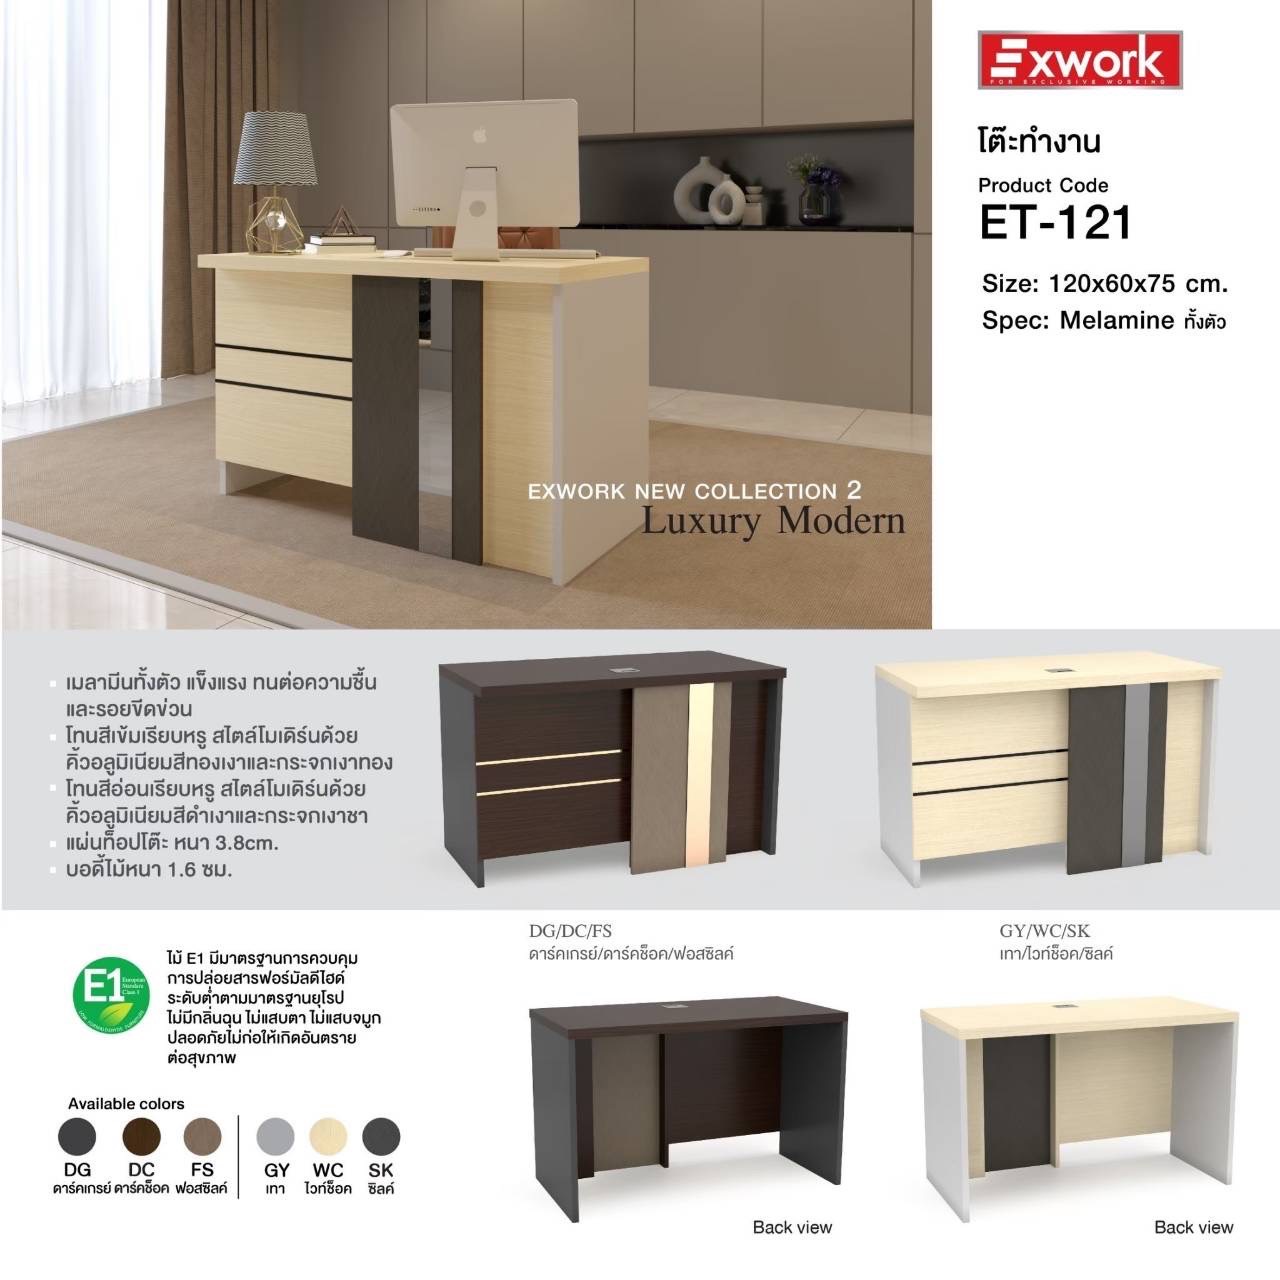 Exwork
FOR EXCLUSIVE WORKING
โต๊ะทำงาน
Product Code
ET-121
Size: 120x60x75 cm.
Spec: Melamine ทั้งตัว
EXWORK NEW COLLECTION 2
Luxury Modern
เมลามีนทั้งตัว แข็งแรง ทนต่อความชื้น
และรอยขีดข่วน
โทนสีเข้มเรียบหรู สไตล์โมเดิร์นด้วย
คิ้วอลูมิเนียมสีทองเงาและกระจกเงาทอง
โทนสีอ่อนเรียบหรู สไตล์โมเดิร์นด้วย
คิ้วอลูมิเนียมสีดำเงาและกระจกเงาชา
แผ่นท็อปโต๊ะ หนา 3.8cm.
บอดี้ไม้หนา 1.6 ซม.
DG/DC/FS
ดาร์คเกรย์/ดาร์คช็อค/ฟอสซิลค์
GY/WC/SK
เทา/ไวท์ช็อค/ซิลค์
E1
European
Standara
Class 1
LOW FORMALDEHYDE FURNITURE
ไม้ E1 มีมาตรฐานการควบคุม
การปล่อยสารฟอร์มัลดีไฮด์
ระดับต่ำตามมาตรฐานยุโรป
ไม่มีกลิ่นฉุน ไม่แสบตา ไม่แสบจมูก
ปลอดภัยไม่ก่อให้เกิดอันตราย
ต่อสุขภาพ
Available colors
DG DC FS GY WC SK
ดาร์คเกรย์ ดาร์คช็อค ฟอสซิลค์ เทา ไวท์ช็อค ซิลค์
Back view
Back view